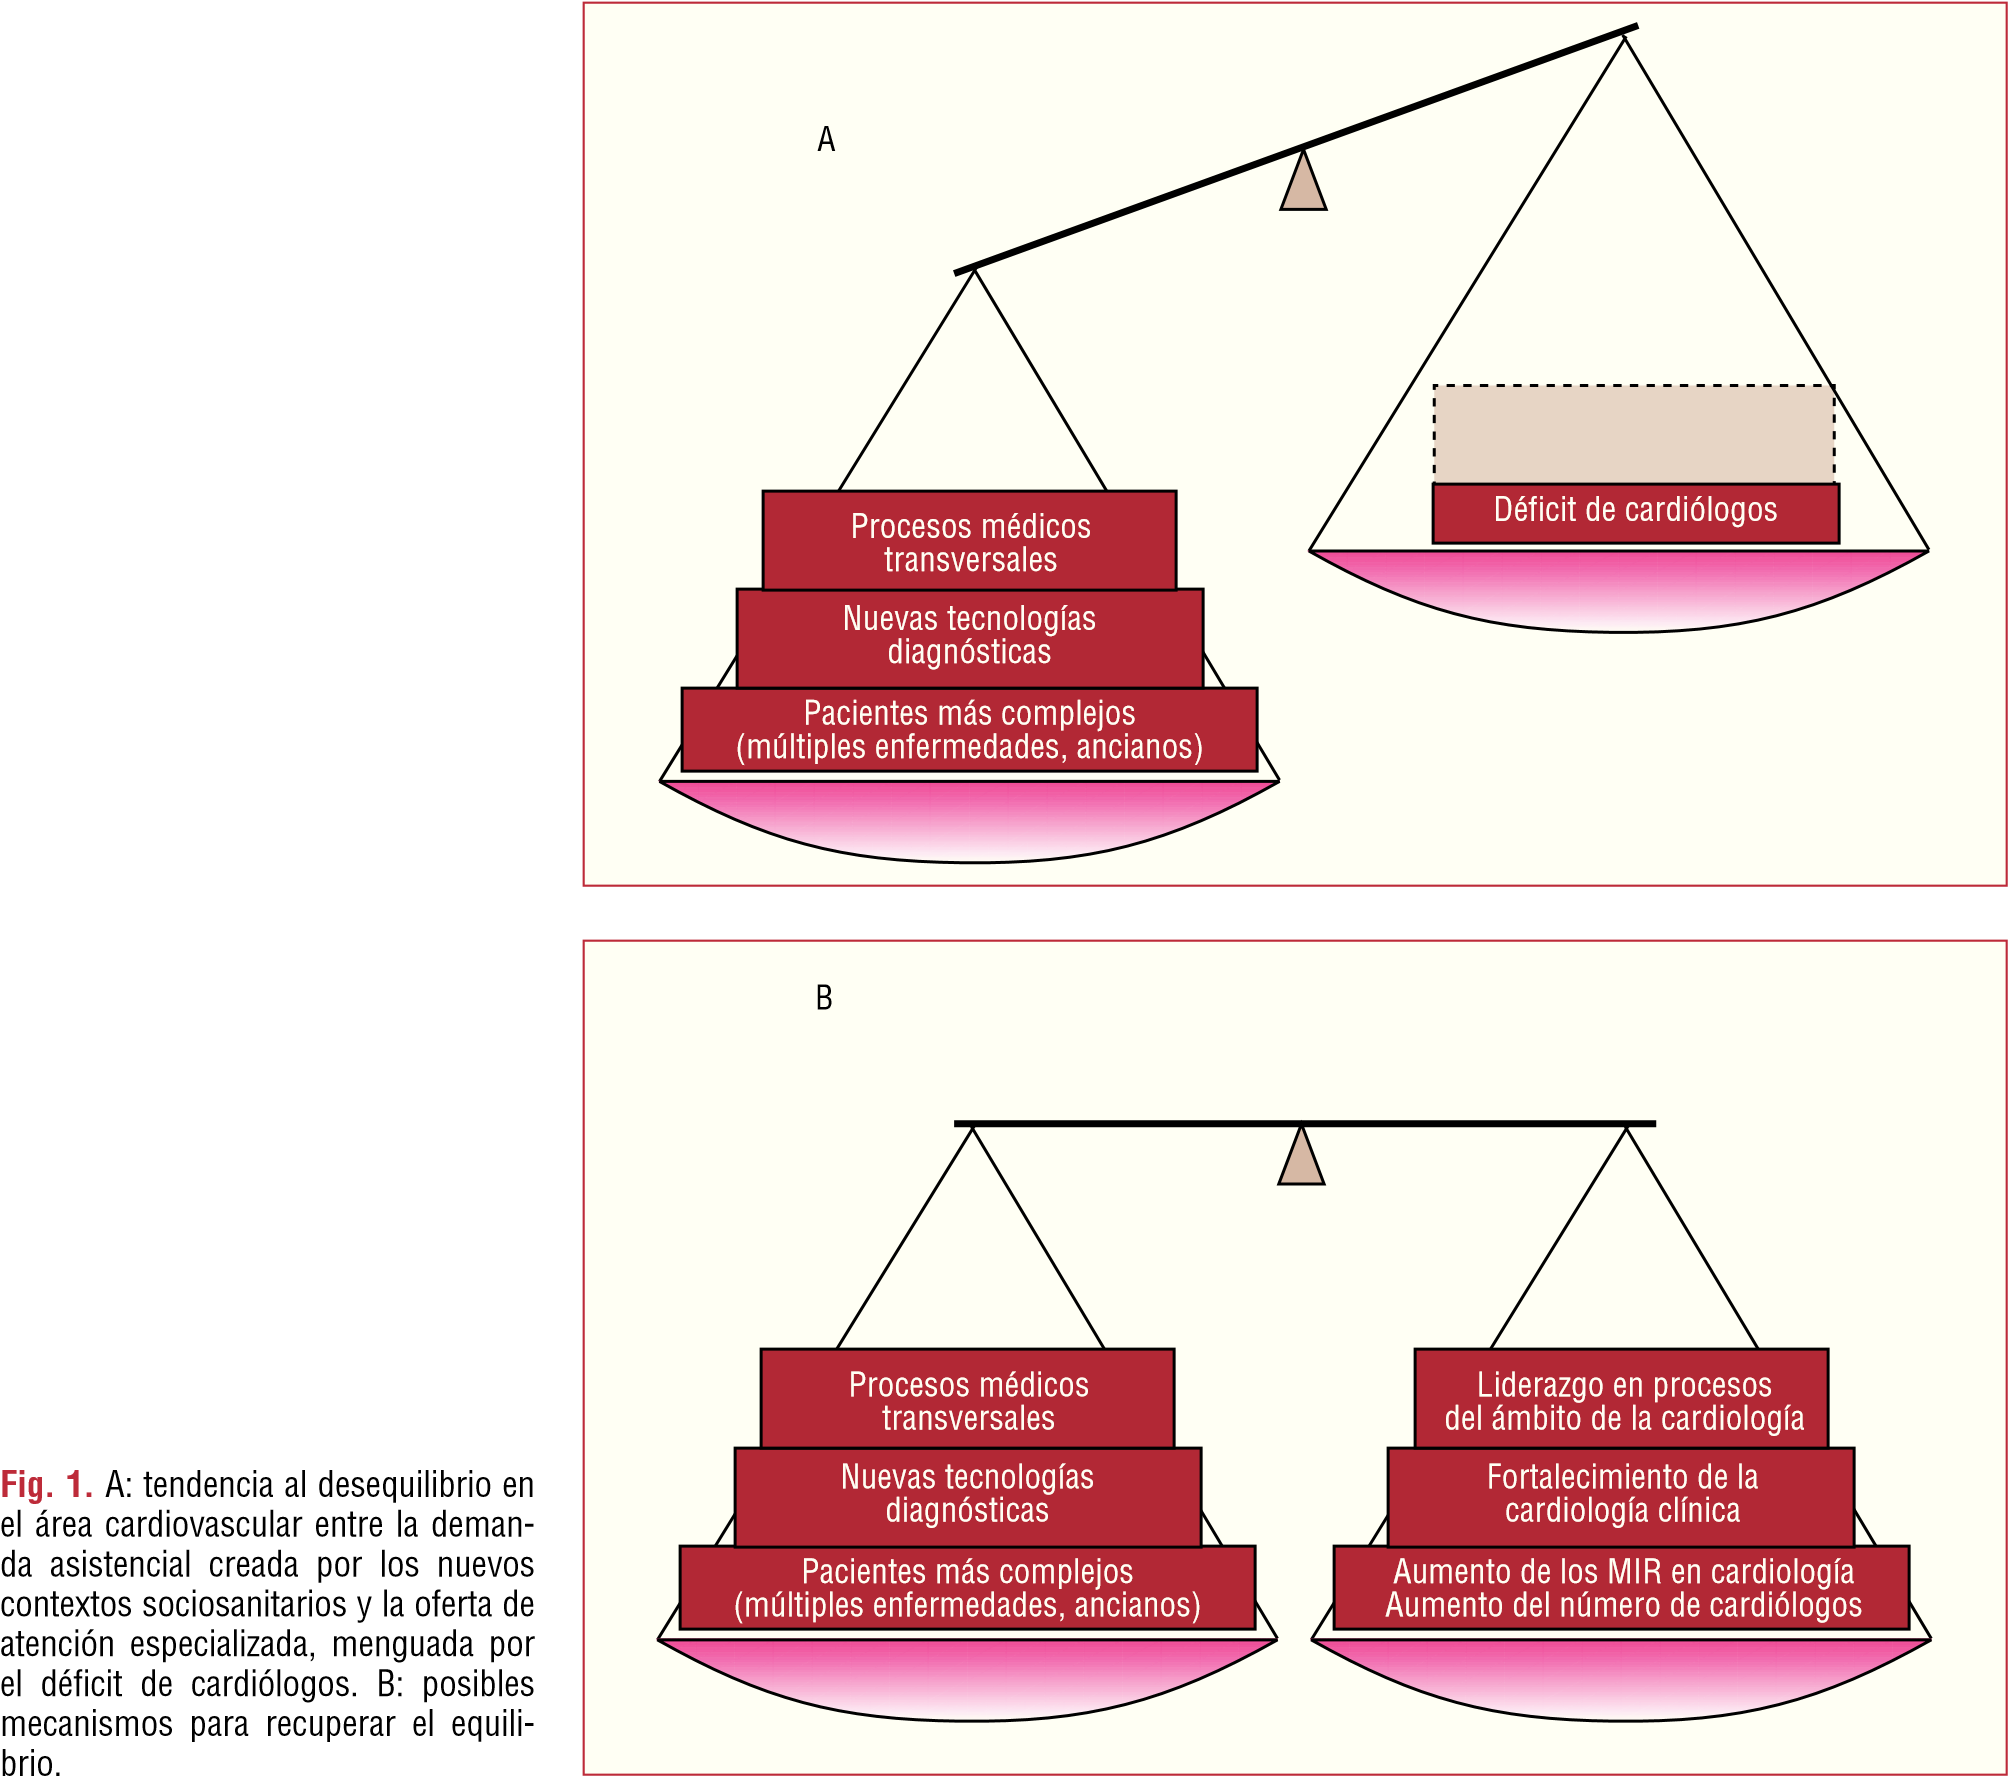 A
Procesos médicos
transversales
Nuevas tecnologías
diagnósticas
Pacientes más complejos
(múltiples enfermedades, ancianos)
Déficit de cardiólogos
B
Procesos médicos
transversales
Nuevas tecnologías
diagnósticas
Pacientes más complejos
(múltiples enfermedades, ancianos)
Liderazgo en procesos
del ámbito de la cardiología
Fortalecimiento de la
cardiología clínica
Aumento de los MIR en cardiología
Aumento del número de cardiólogos
Fig. 1. A: tendencia al desequilibrio en
el área cardiovascular entre la deman-
da asistencial creada por los nuevos
contextos sociosanitarios y la oferta de
atención especializada, menguada por
el déficit de cardiólogos. B: posibles
mecanismos para recuperar el equili-
brio.